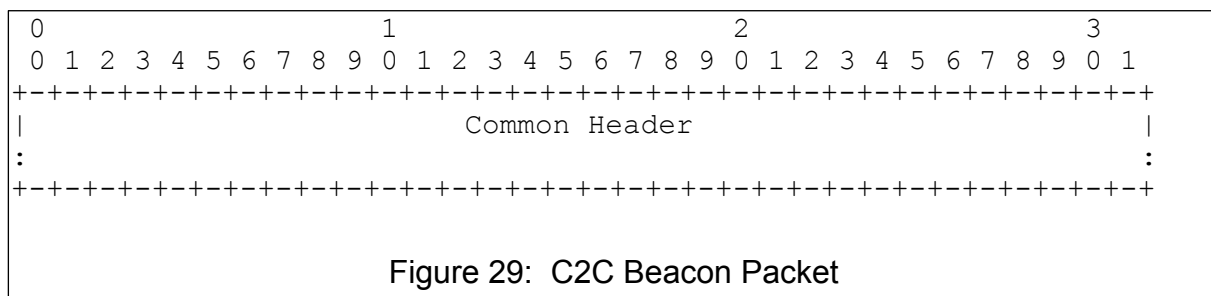 0                   1                   2                   3
 0 1 2 3 4 5 6 7 8 9 0 1 2 3 4 5 6 7 8 9 0 1 2 3 4 5 6 7 8 9 0 1
+-+-+-+-+-+-+-+-+-+-+-+-+-+-+-+-+-+-+-+-+-+-+-+-+-+-+-+-+-+-+-+-+
|                         Common Header                         |
:                                                               :
+-+-+-+-+-+-+-+-+-+-+-+-+-+-+-+-+-+-+-+-+-+-+-+-+-+-+-+-+-+-+-+-+
Figure 29: C2C Beacon Packet